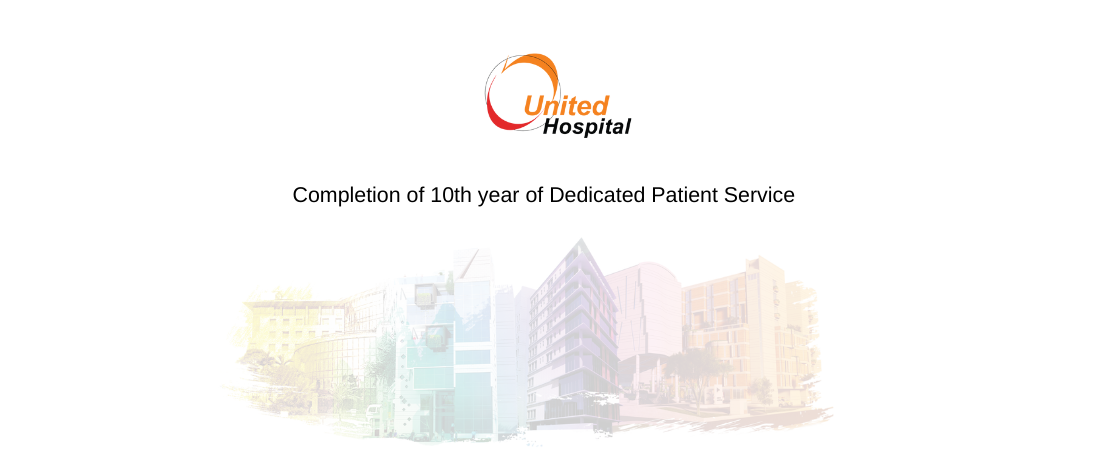 United
Hospital
Completion of 10th year of Dedicated Patient Service